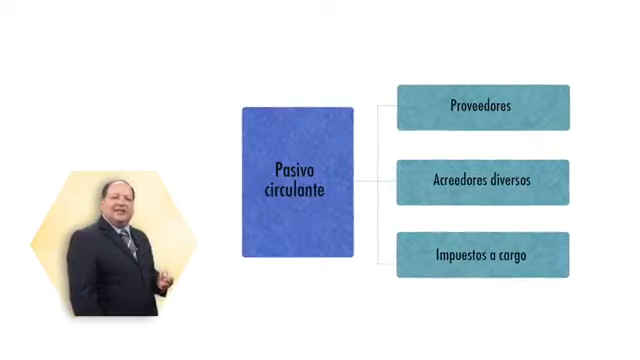 Pasivo
circulante
Proveedores
Acreedores diversos
Impuestos a cargo